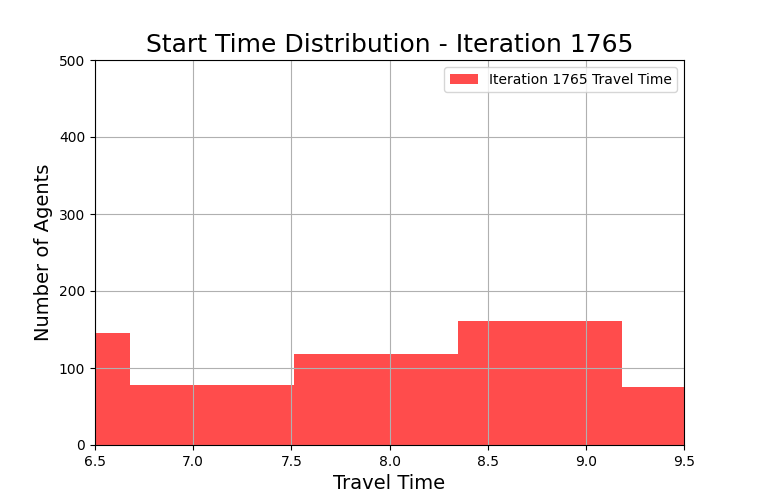 Start Time Distribution - Iteration 1765
500
400
300
200
100
0
Number of Agents
Iteration 1765 Travel Time
6.5 7.0 7.5 8.0 8.5 9.0 9.5
Travel Time